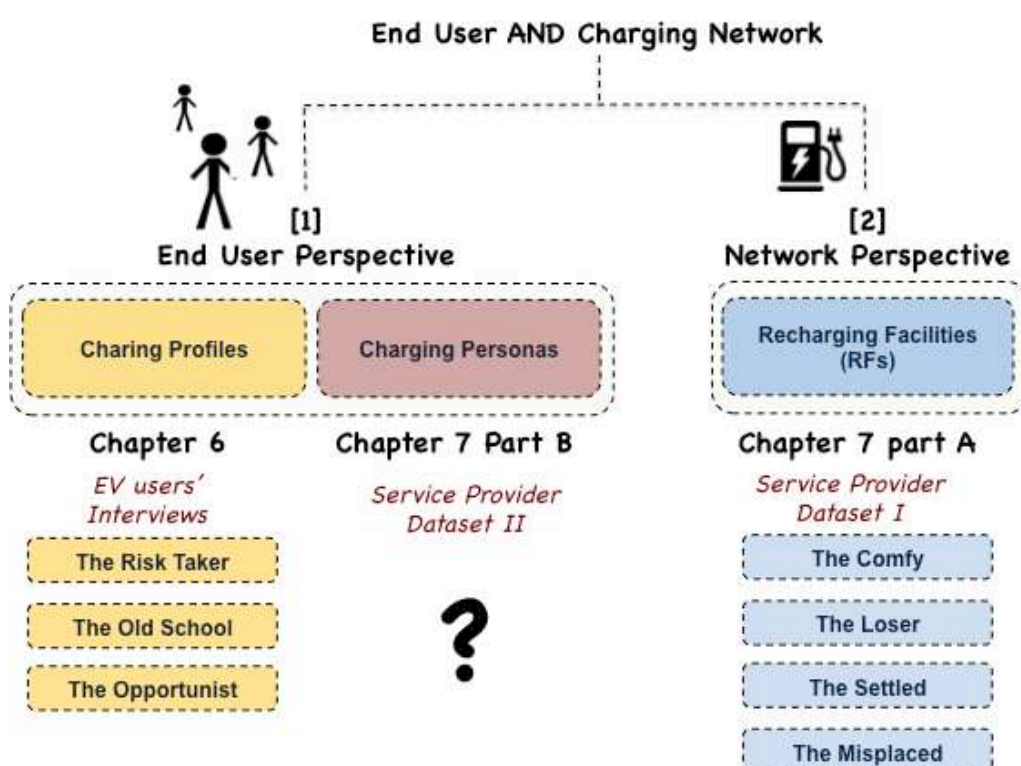 End User AND Charging Network
[1]
End User Perspective
[2]
Network Perspective
Charing Profiles
Charging Personas
Recharging Facilities
(RFs)
Chapter 6
Chapter 7 Part B
Chapter 7 part A
EV users'
Interviews
Service Provider
Dataset II
Service Provider
Dataset I
The Risk Taker
The Old School
The Opportunist
?
The Comfy
The Loser
The Settled
The Misplaced